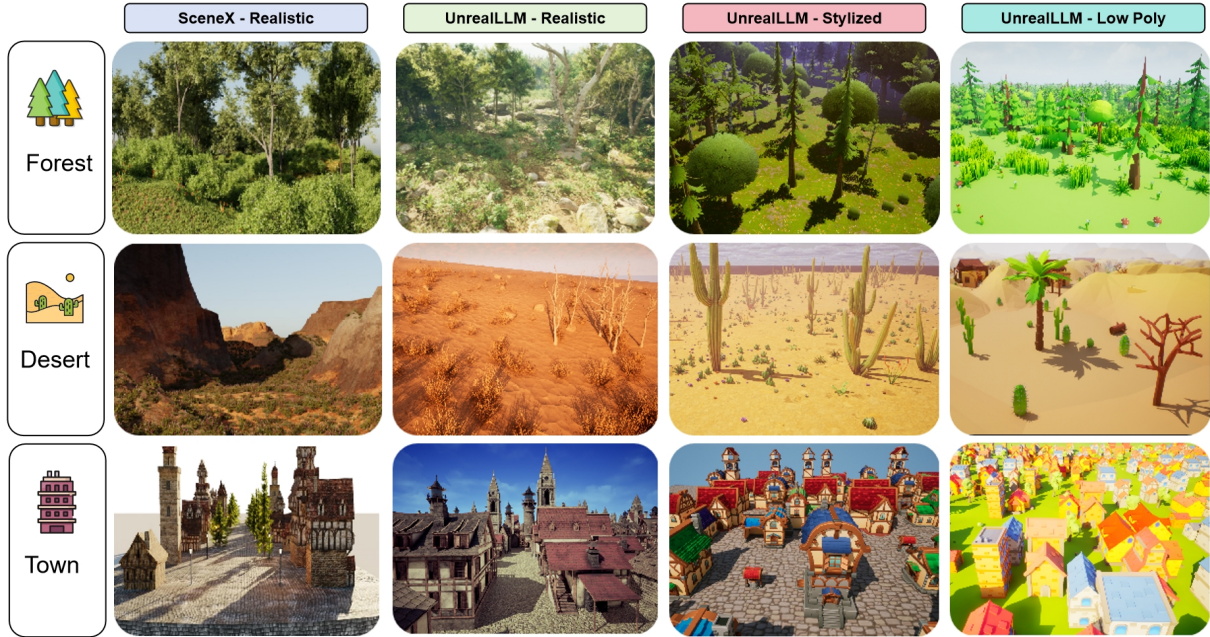 SceneX - Realistic
UnrealLLM - Realistic
UnrealLLM - Stylized
UnrealLLM - Low Poly
Forest
Desert
Town